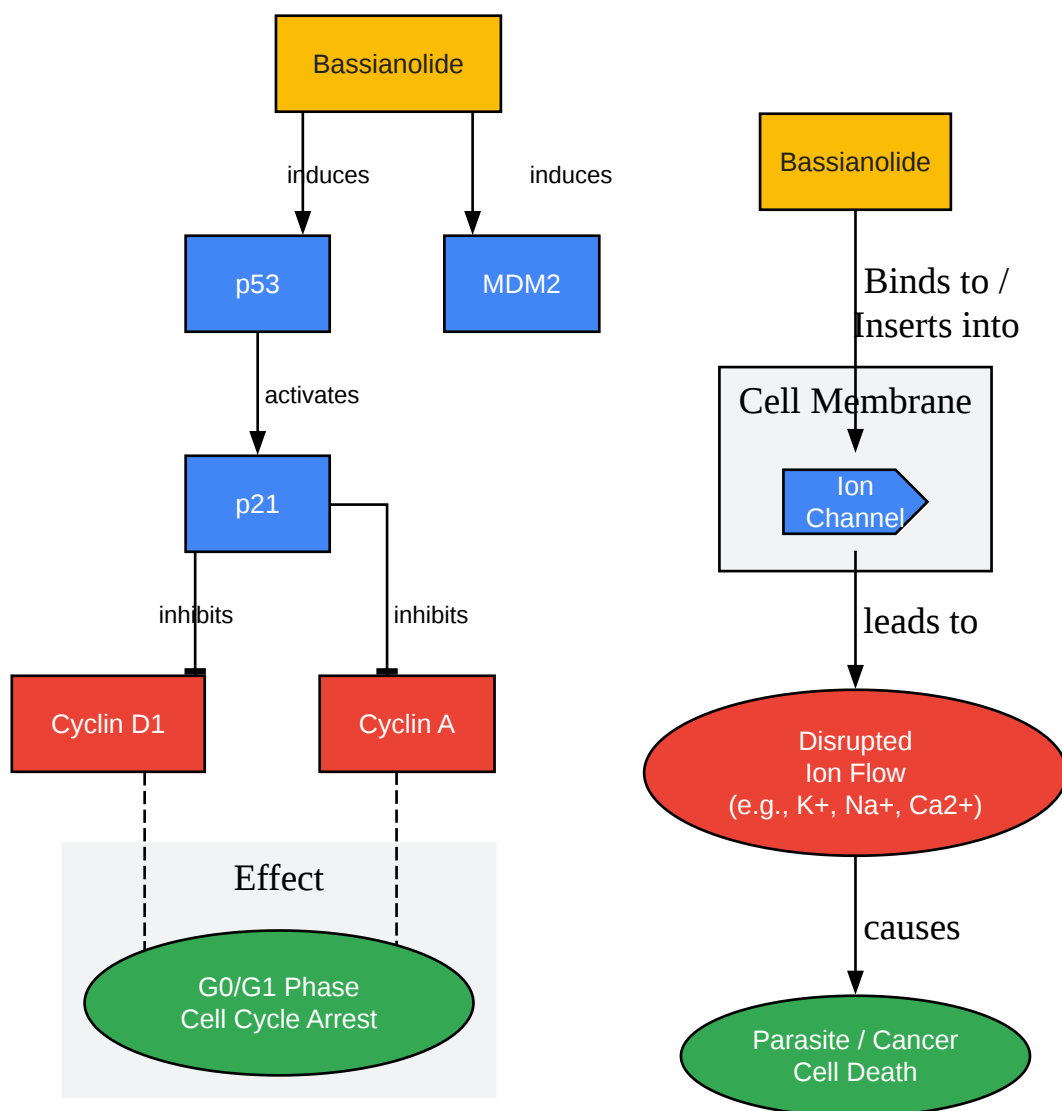 Bassianolide
induces
induces
p53
MDM2
activates
p21
inhibits
inhibits
Cyclin D1
Cyclin A
Effect
G0/G1 Phase
Cell Cycle Arrest
Bassianolide
Binds to /
Inserts into
Cell Membrane
Ion
Channel
leads to
Disrupted
Ion Flow
(e.g., K+, Na+, Ca2+)
causes
Parasite / Cancer
Cell Death